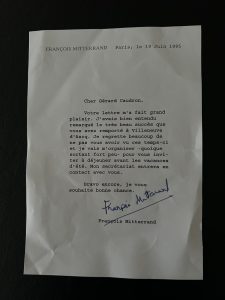 FRANÇOIS MITTERRAND Paris, le 19 Juin 1995
Cher Gérard Caudron,
Votre lettre m'a fait grand
plaisir. J'avais bien entendu
remarqué le très beau succès que
vous avez remporté à Villeneuve
d'Ascq. Je regrette beaucoup de
ne pas vous avoir vu ces temps-ci
et je vais m'organiser -quoique
sortant fort peu- pour vous invi-
ter à déjeuner avant les vacances
d'été. Mon secrétariat entrera en
contact avec vous.
Bravo encore, je vous
souhaite bonne chance.
François Mitterrand
François Mitterrand